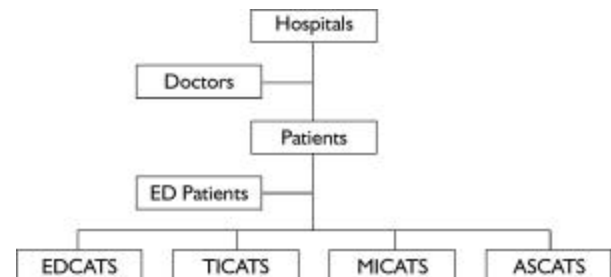 Hospitals
Doctors
Patients
ED Patients
EDCATS TICATS MICATS ASCATS